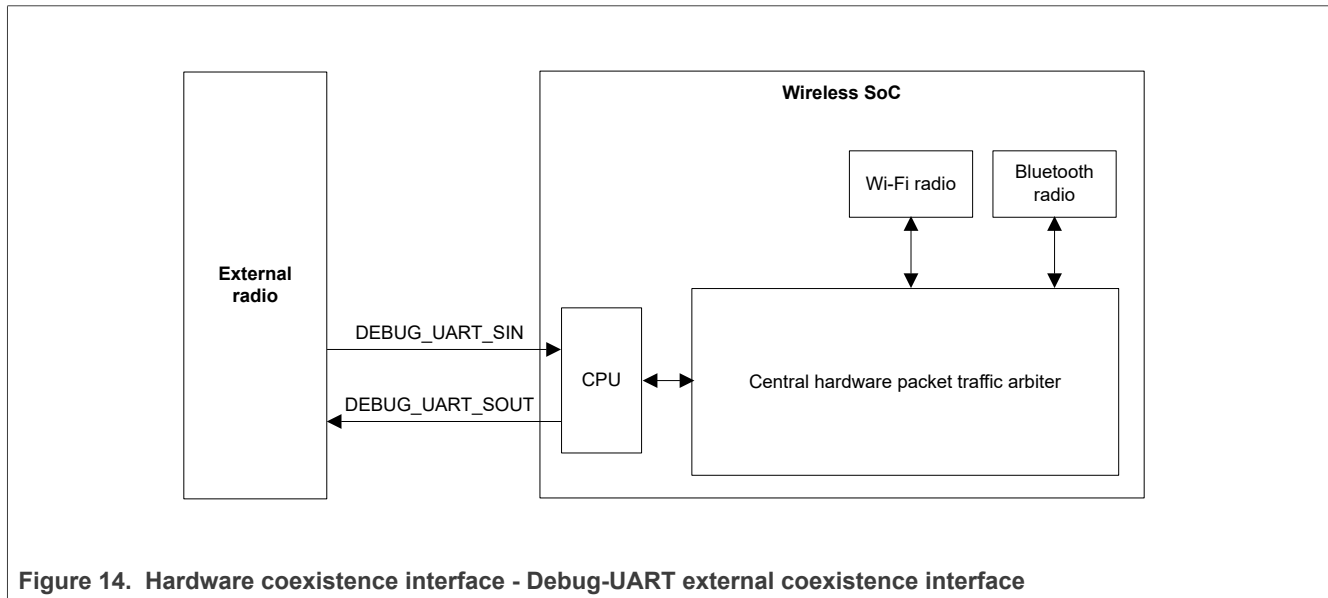 Wireless SoC
Wi-Fi radio
Bluetooth
radio
External
radio
DEBUG_UART_SIN
CPU
Central hardware packet traffic arbiter
DEBUG_UART_SOUT
Figure 14. Hardware coexistence interface - Debug-UART external coexistence interface